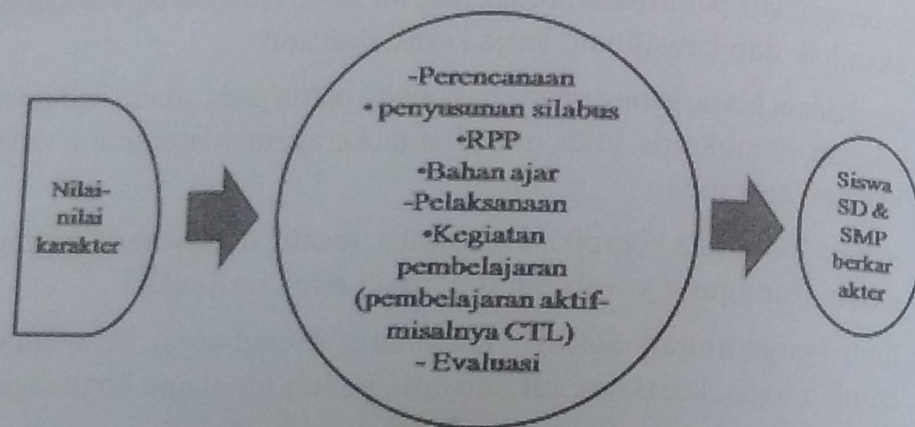 Nilai-
nilai
karakter
-Perencanaan
• penyusunan silabus
•RPP
•Bahan ajar
-Pelaksanaan
•Kegiatan
pembelajaran
(pembelajaran aktif-
misalnya CTL)
- Evaluasi
Siswa
SD &
SMP
berkar
akter